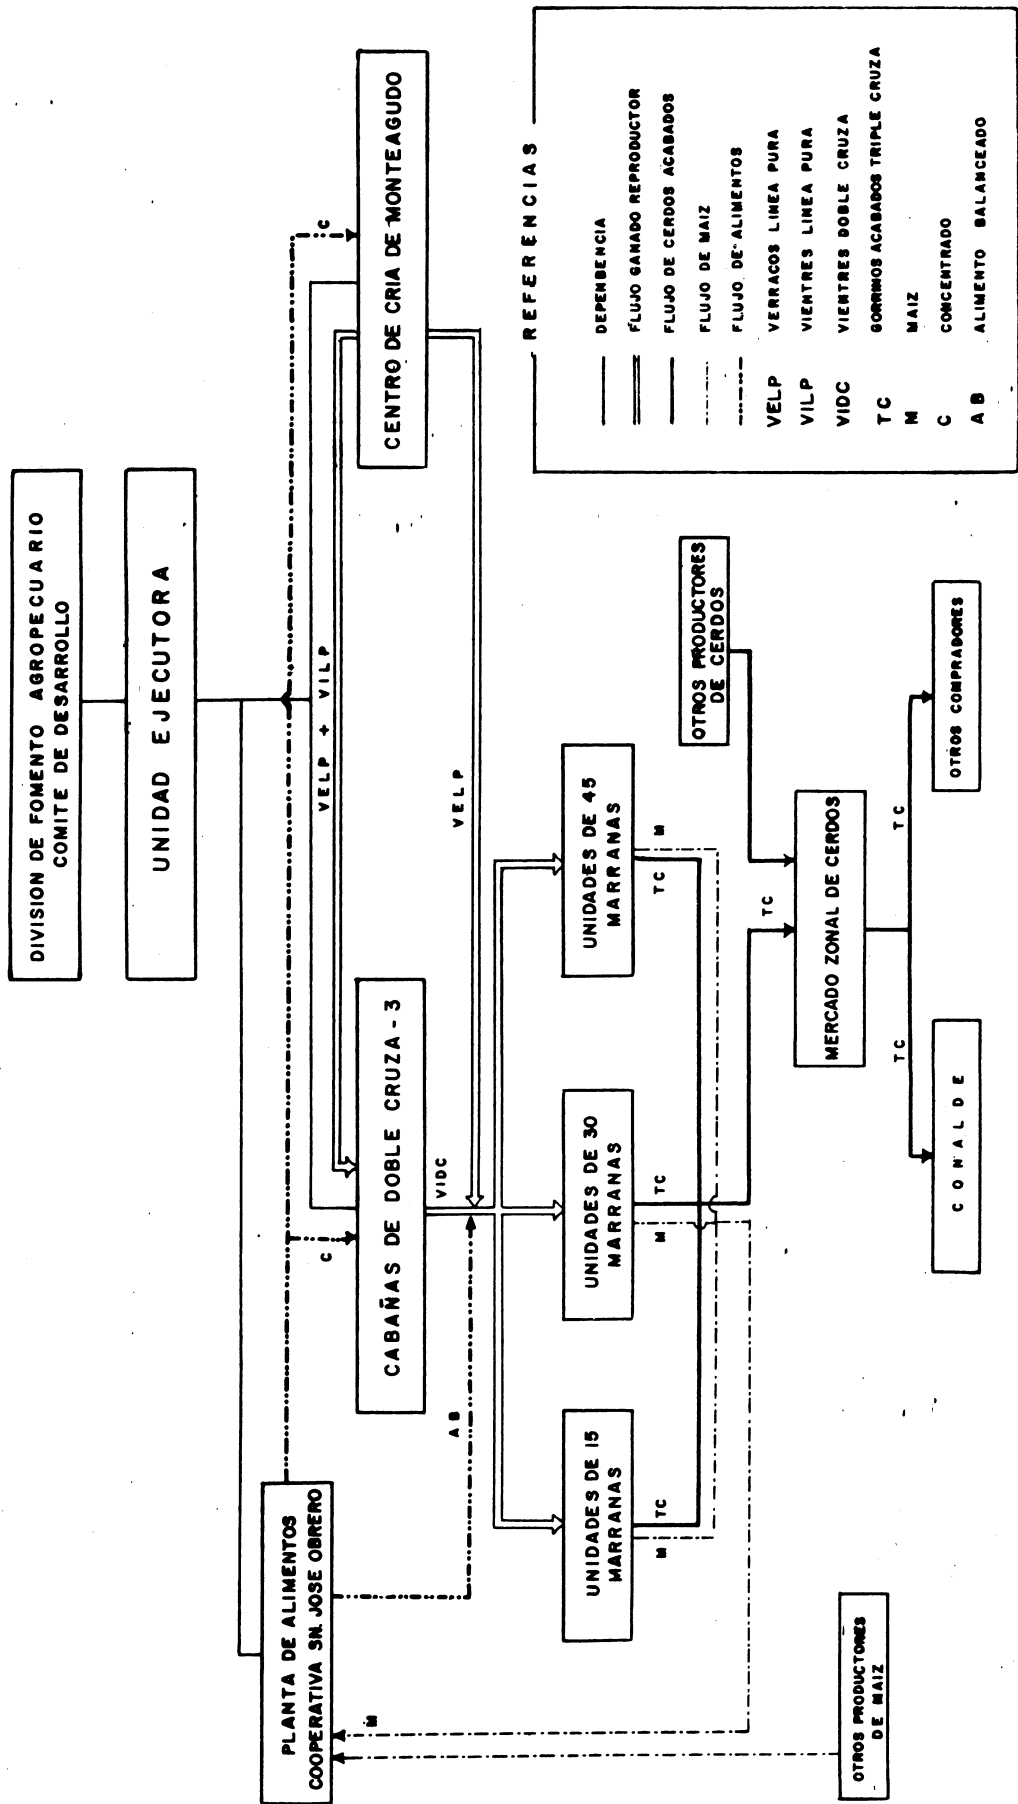 DIVISION DE FOMENTO AGROPECUARIO
COMITE DE DESARROLLO
UNIDAD EJECUTORA
PLANTA DE ALIMENTOS
COOPERATIVA SN. JOSE OBRERO
C
C
VELP + VILP
CABAÑAS DE DOBLE CRUZA - 3
CENTRO DE CRIA DE MONTEAGUDO
M
AB
VIDC
VELP
UNIDADES DE 15
MARRANAS
UNIDADES DE 30
MARRANAS
UNIDADES DE 45
MARRANAS
M
TC
M
TC
TC
M
OTROS PRODUCTORES
DE CERDOS
TC
OTROS PRODUCTORES
DE MAIZ
MERCADO ZONAL DE CERDOS
TC
TC
CONALDE
OTROS COMPRADORES
REFERENCIAS
DEPENDENCIA
FLUJO GANADO REPRODUCTOR
FLUJO DE CERDOS ACABADOS
FLUJO DE MAIZ
FLUJO DE ALIMENTOS
VELP VERRACOS LINEA PURA
VILP VIENTRES LINEA PURA
VIDC VIENTRES DOBLE CRUZA
TC GORRINOS ACABADOS TRIPLE CRUZA
M MAIZ
C CONCENTRADO
AB ALIMENTO BALANCEADO